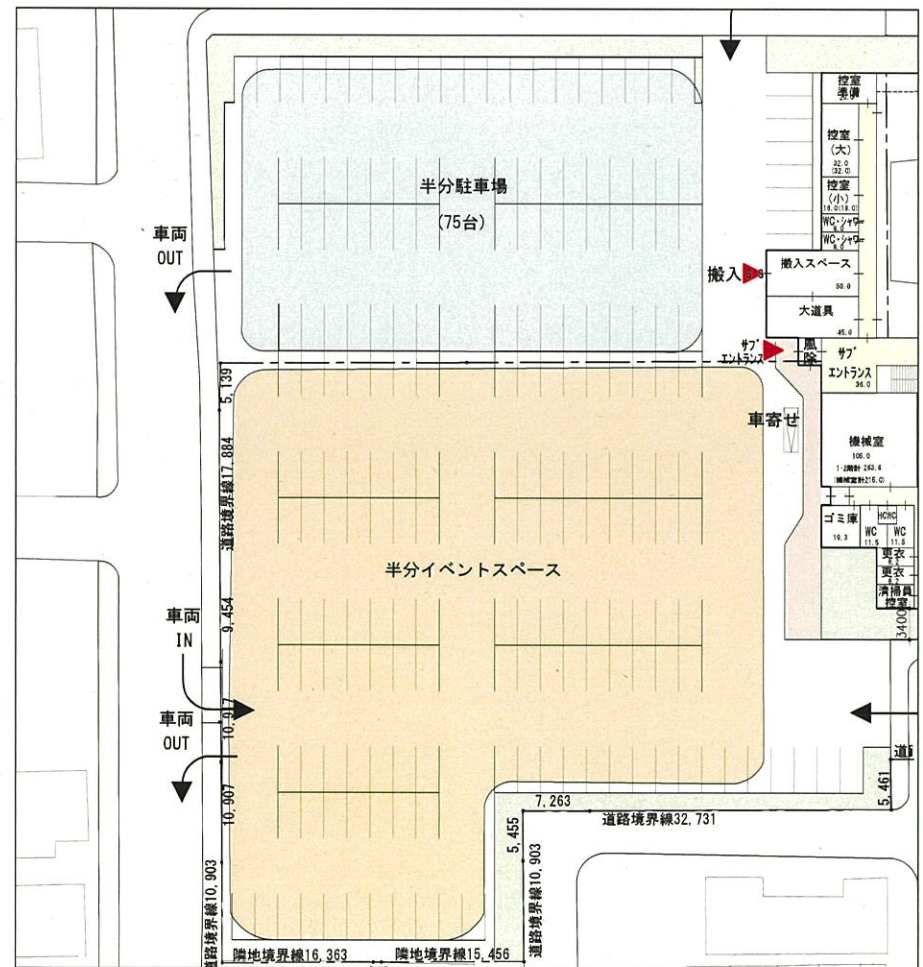 控室
準備
控室
(大)
32.0
(32.0)
控室
(小)
16.0(16.0)
WC・シャワー
6.0
WC・シャワー
6.0
半分駐車場
(75台)
車両
OUT
搬入
搬入スペース
50.0
大道具
45.0
サブ
エントランス
風除
サブ
エントランス
36.0
5,139
道路境界線17.884
車寄せ
機械室
106.0
1-2階計 263.6
(機械室計215.0)
ゴミ庫
19.3
HCWC
WC
11.5
WC
11.5
更衣
更衣
清掃員
控室
3400
半分イベントスペース
9,454
車両
IN
10,917
車両
OUT
10,907
道路境界線10,903
7,263
道路境界線32,731
5,461
5,455
道路境界線10,903
隣地境界線16,363
隣地境界線15,456